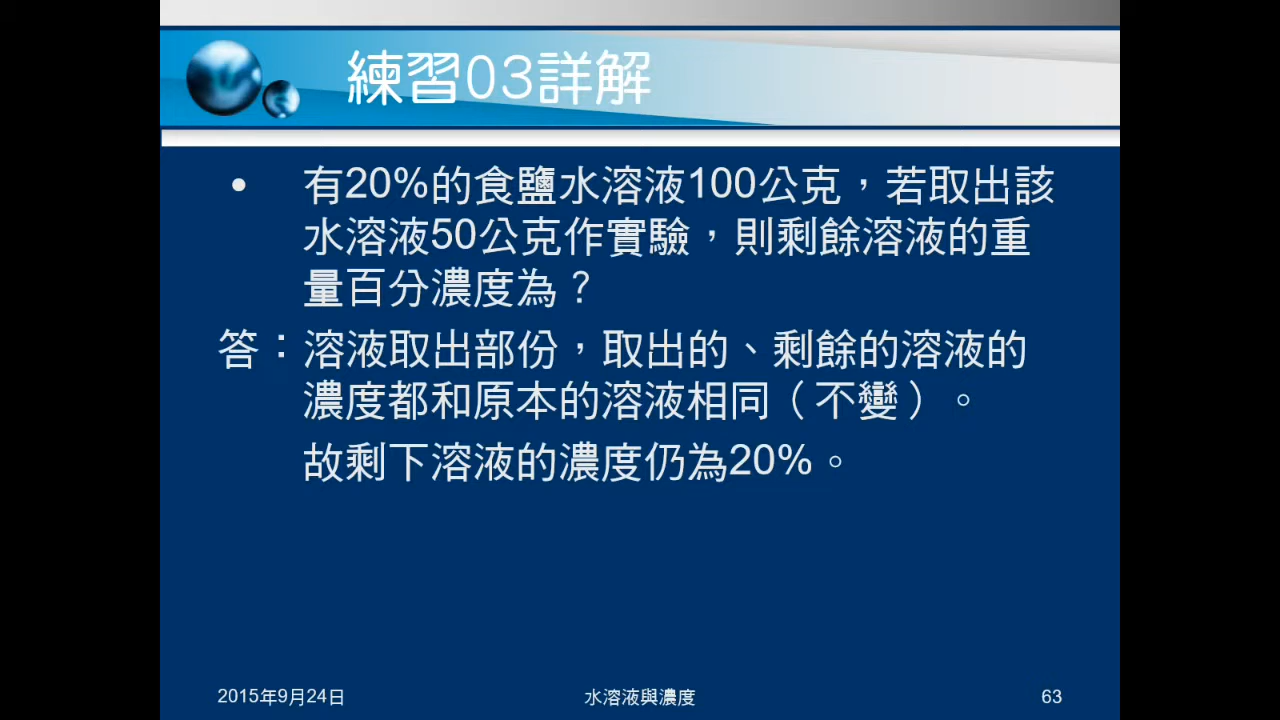 練習03詳解
• 有20%的食鹽水溶液100公克，若取出該
水溶液50公克作實驗，則剩餘溶液的重
量百分濃度為？
答：溶液取出部份，取出的、剩餘的溶液的
濃度都和原本的溶液相同（不變）。
故剩下溶液的濃度仍為20%。
2015年9月24日
水溶液與濃度
63